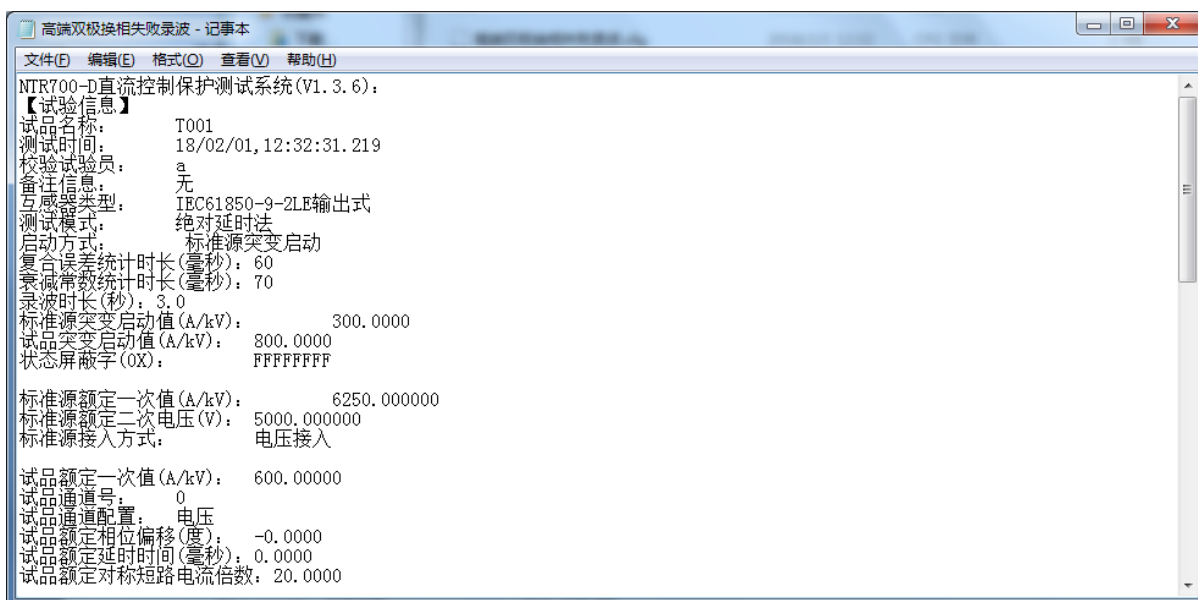 高端双极换相失败录波 - 记事本
文件(F) 编辑(E) 格式(O) 查看(V) 帮助(H)
NTR700-D直流控制保护测试系统(V1.3.6):
【试验信息】
试品名称: T001
测试时间: 18/02/01,12:32:31.219
校验试验员: a
备注信息: 无
互感器类型: IEC61850-9-2LE输出式
测试模式: 绝对延时法
启动方式: 标准源突变启动
复合误差统计时长(毫秒): 60
衰减常数统计时长(毫秒): 70
录波时长(秒): 3.0
标准源突变启动值(A/kV): 300.0000
试品突变启动值(A/kV): 800.0000
状态屏蔽字(0X): FFFFFFFF
标准源额定一次值(A/kV): 6250.000000
标准源额定二次电压(V): 5000.000000
标准源接入方式: 电压接入
试品额定一次值(A/kV): 600.00000
试品通道号: 0
试品通道配置: 电压
试品额定相位偏移(度): -0.0000
试品额定延时时间(毫秒): 0.0000
试品额定对称短路电流倍数: 20.0000